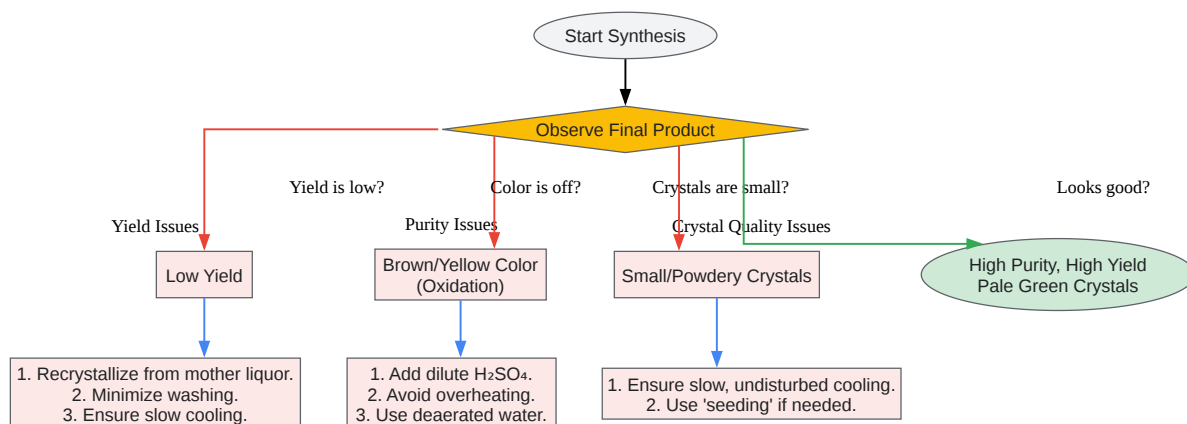 Start Synthesis
Observe Final Product
Yield is low?
Color is off?
Crystals are small?
Looks good?
Yield Issues
Purity Issues
Crystal Quality Issues
Low Yield
Brown/Yellow Color
(Oxidation)
Small/Powdery Crystals
High Purity, High Yield
Pale Green Crystals
1. Recrystallize from mother liquor.
2. Minimize washing.
3. Ensure slow cooling.
1. Add dilute H₂SO₄.
2. Avoid overheating.
3. Use deaerated water.
1. Ensure slow, undisturbed cooling.
2. Use 'seeding' if needed.